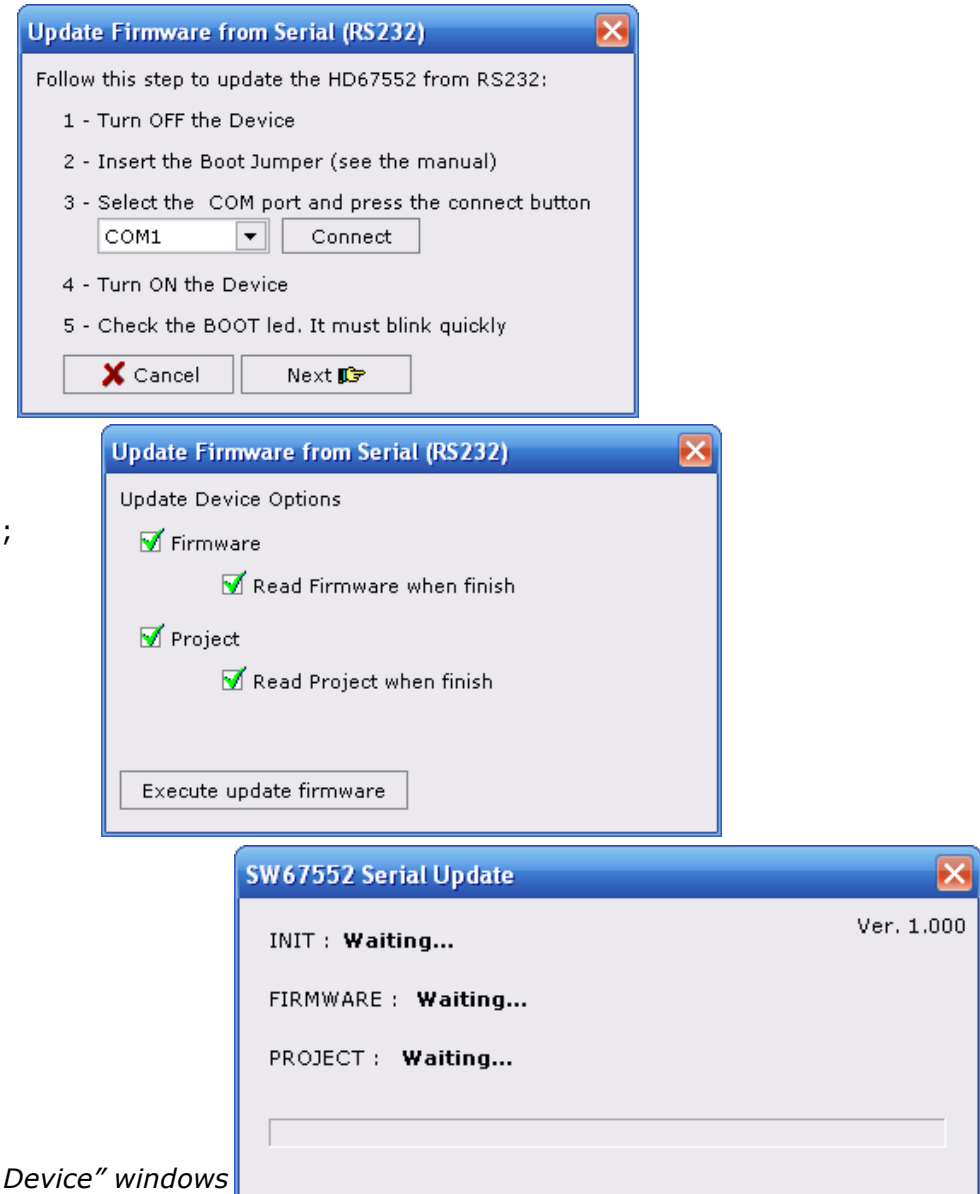 Update Firmware from Serial (RS232)
Follow this step to update the HD67552 from RS232:
1 - Turn OFF the Device
2 - Insert the Boot Jumper (see the manual)
3 - Select the  COM port and press the connect button
COM1 Connect
4 - Turn ON the Device
5 - Check the BOOT led. It must blink quickly
Cancel Next
Update Firmware from Serial (RS232)
Update Device Options
;
Firmware
Read Firmware when finish
Project
Read Project when finish
Execute update firmware
SW67552 Serial Update
Ver. 1.000
INIT : Waiting...
FIRMWARE : Waiting...
PROJECT : Waiting...
Device” windows